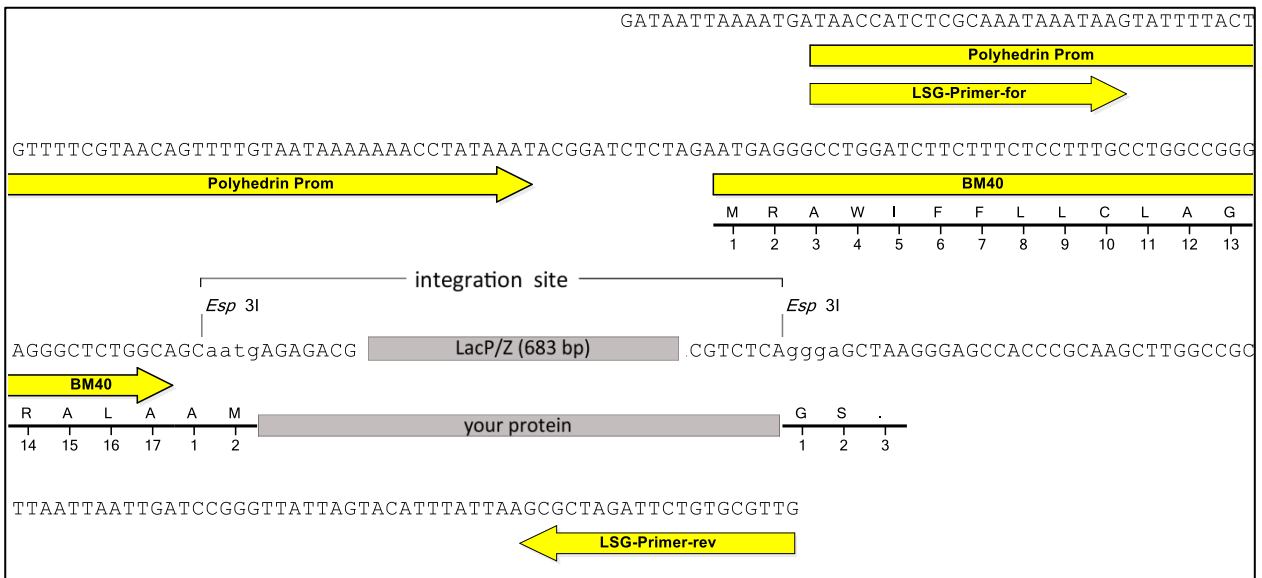 GATAATTAAAATGATAACCATCTCGCAAATAAATAAGTATTTTACT
Polyhedrin Prom
LSG-Primer-for
GTTTTCGTAACAGTTTTGTAATAAAAAAACCTATAAATACGGATCTCTAGAATGAGGGCCTGGATCTTCTTTCTCCTTTGCCTGGCCGGG
Polyhedrin Prom BM40
M R A W I F F L L C L A G
1 2 3 4 5 6 7 8 9 10 11 12 13
integration site
Esp 3I Esp 3I
AGGGCTCTGGCAGCaatgAGAGACG LacP/Z (683 bp) .CGTCTCAgggaGCTAAGGGAGCCACCCGCAAGCTTGGCCGC
BM40
R A L A A M your protein G S .
14 15 16 17 1 2 1 2 3
TTAATTAATTGATCCGGGTTATTAGTACATTTATTAAGCGCTAGATTCTGTGCGTTG
LSG-Primer-rev